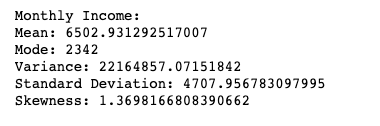 Monthly Income:
Mean: 6502.931292517007
Mode: 2342
Variance: 22164857.07151842
Standard Deviation: 4707.956783097995
Skewness: 1.3698166808390662